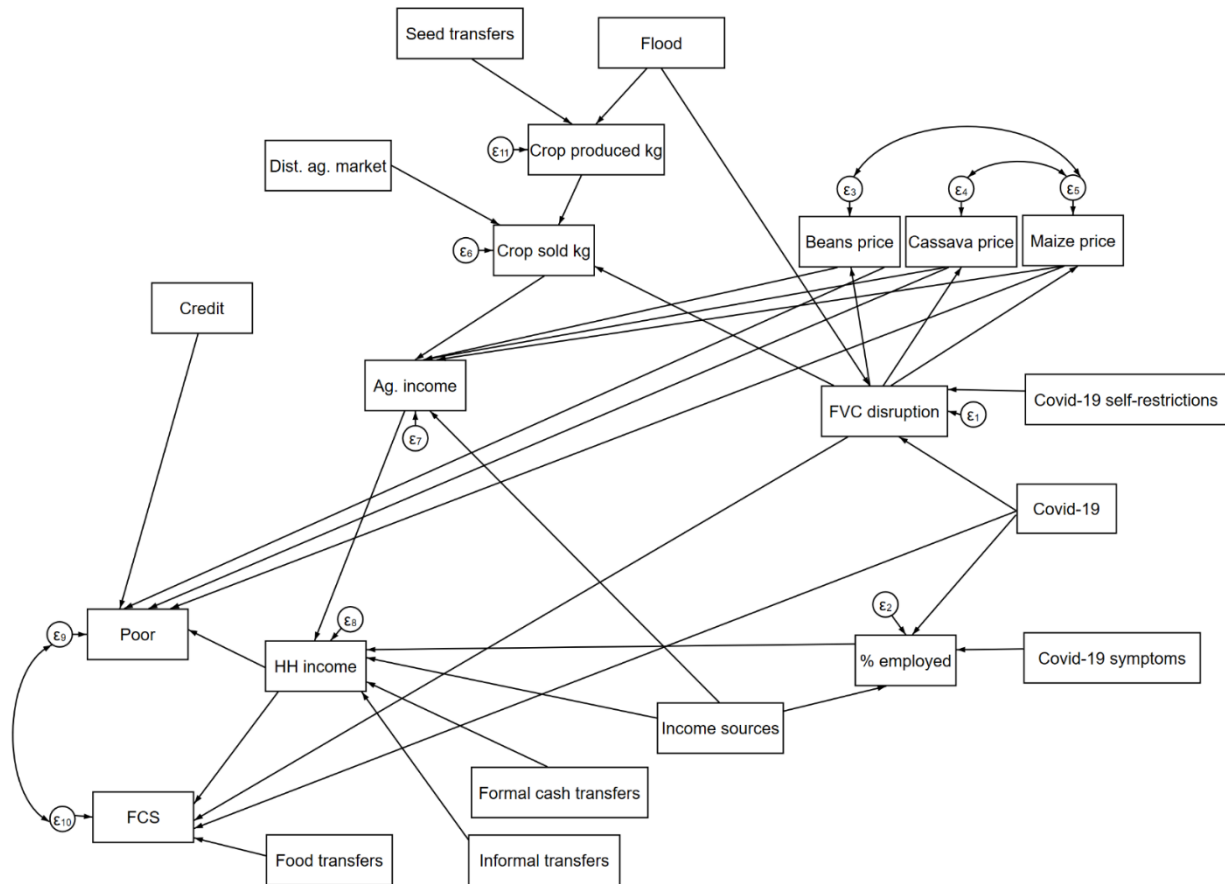 Seed transfers
Flood
ε11
Crop produced kg
Dist. ag. market
ε3
ε4
ε5
ε6
Crop sold kg
Beans price
Cassava price
Maize price
Credit
Ag. income
ε7
FVC disruption
ε1
Covid-19 self-restrictions
Covid-19
ε9
Poor
ε8
HH income
ε2
% employed
Covid-19 symptoms
Income sources
Formal cash transfers
ε10
FCS
Food transfers
Informal transfers